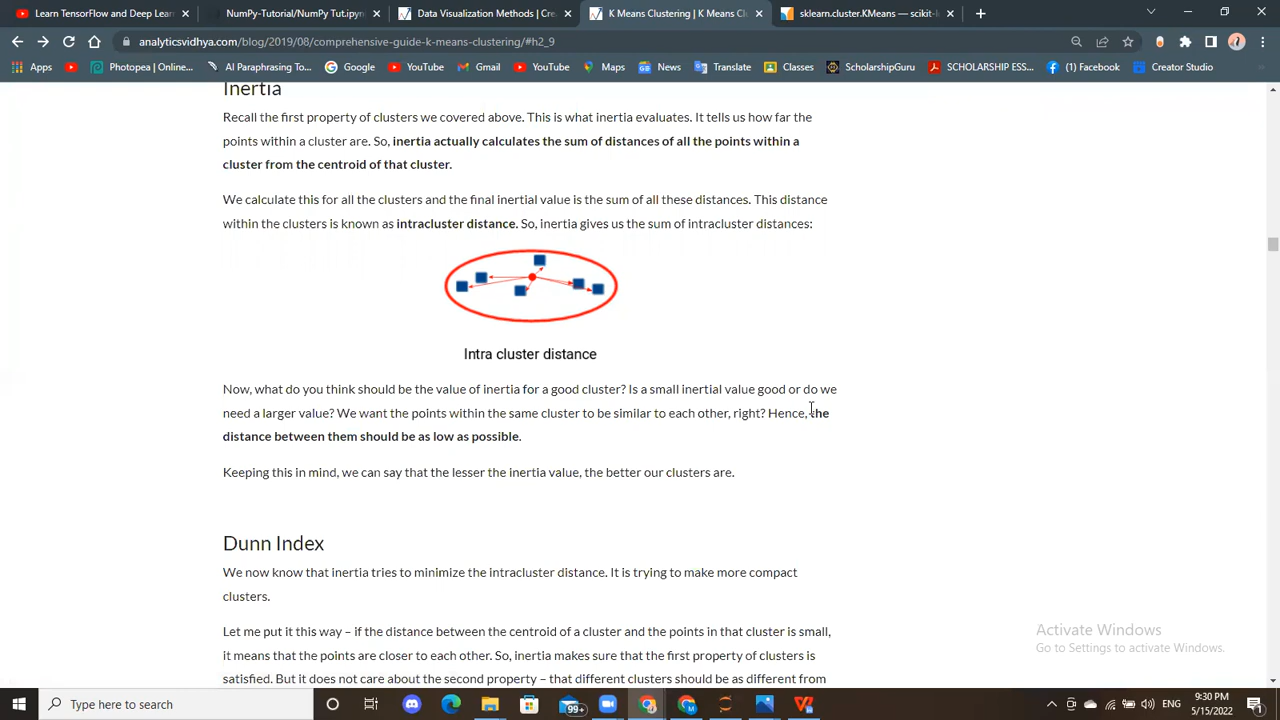 Learn TensorFlow and Deep Lear
NumPy-Tutorial/NumPy Tut.ipynb
Data Visualization Methods | Cre
K Means Clustering | K Means Clu
sklearn.cluster.KMeans — scikit-l
analyticsvidhya.com/blog/2019/08/comprehensive-guide-k-means-clustering/#h2_9
Apps
Photopea | Online...
AI Paraphrasing To...
Google
YouTube
Gmail
YouTube
Maps
News
Translate
Classes
ScholarshipGuru
SCHOLARSHIP ESS...
(1) Facebook
Creator Studio
Inertia
Recall the first property of clusters we covered above. This is what inertia evaluates. It tells us how far the
points within a cluster are. So, inertia actually calculates the sum of distances of all the points within a
cluster from the centroid of that cluster.
We calculate this for all the clusters and the final inertial value is the sum of all these distances. This distance
within the clusters is known as intracluster distance. So, inertia gives us the sum of intracluster distances:
Intra cluster distance
Now, what do you think should be the value of inertia for a good cluster? Is a small inertial value good or do we
need a larger value? We want the points within the same cluster to be similar to each other, right? Hence, the
distance between them should be as low as possible.
Keeping this in mind, we can say that the lesser the inertia value, the better our clusters are.
Dunn Index
We now know that inertia tries to minimize the intracluster distance. It is trying to make more compact
clusters.
Let me put it this way – if the distance between the centroid of a cluster and the points in that cluster is small,
it means that the points are closer to each other. So, inertia makes sure that the first property of clusters is
satisfied. But it does not care about the second property – that different clusters should be as different from
Activate Windows
Go to Settings to activate Windows.
Type here to search
99+
ENG
9:30 PM
5/15/2022